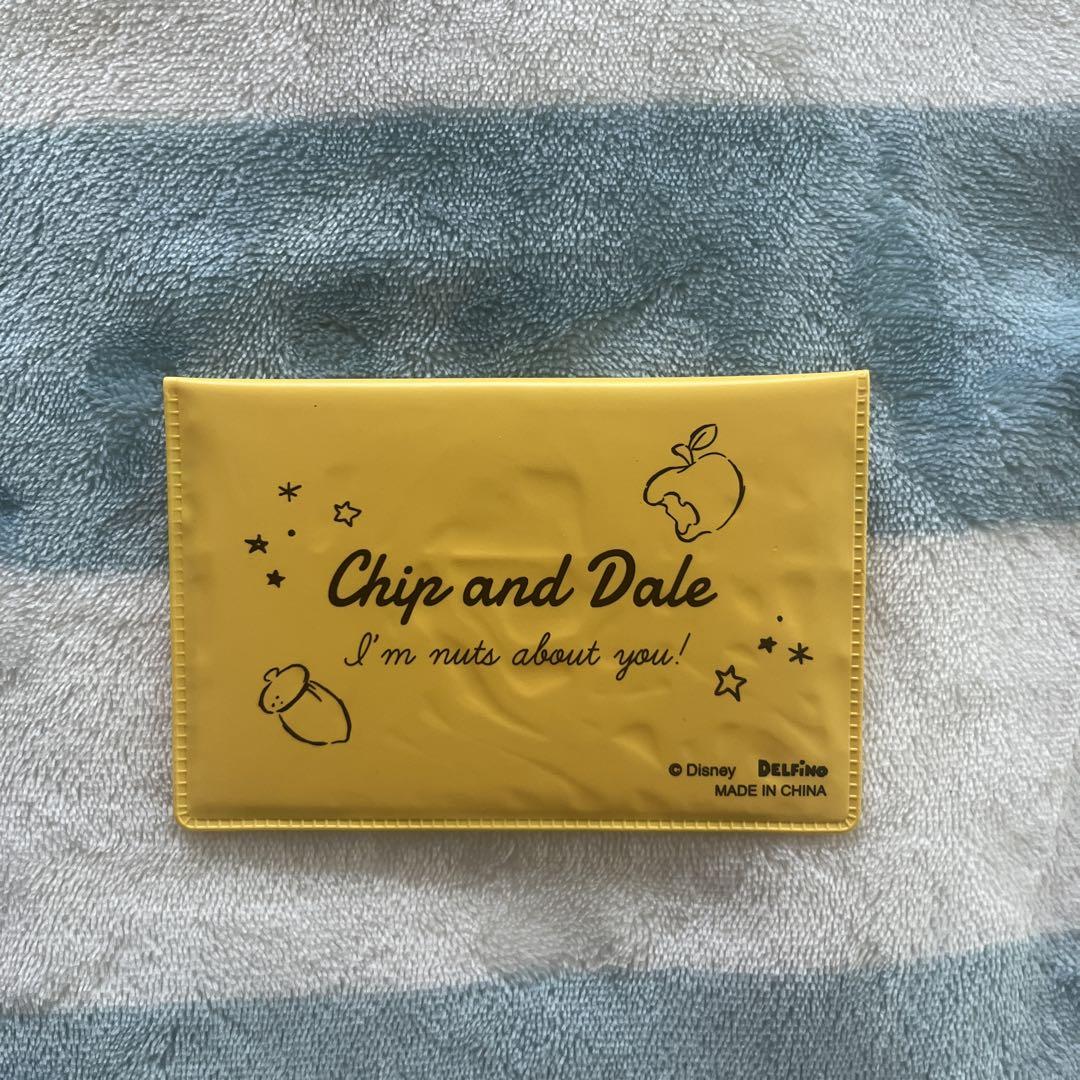 Chip and Dale
I'm nuts about you!
© Disney DELFiNO
MADE IN CHINA